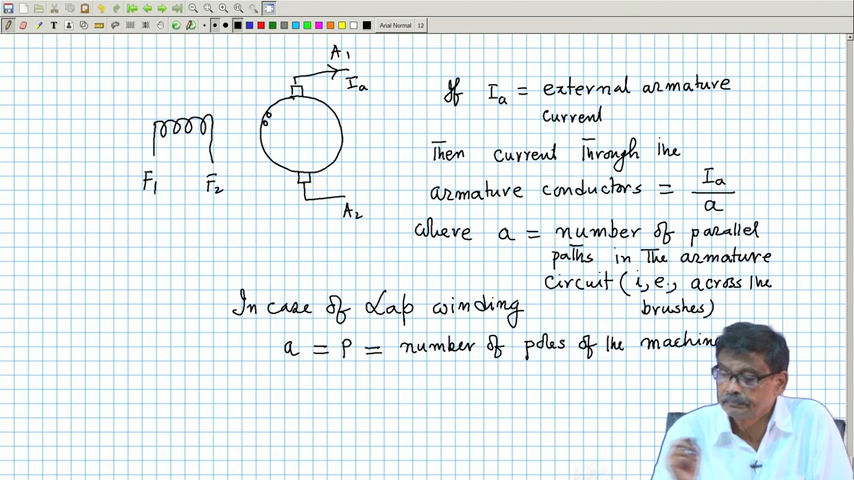 Arial Normal 12
A1
Ia
F1 F2
A2
If Ia = external armature
current
Then current through the
armature conductors = Ia/a
where a = number of parallel
paths in the armature
circuit (i.e., across the
brushes)
In case of Lap winding
a = P = number of poles of the machin